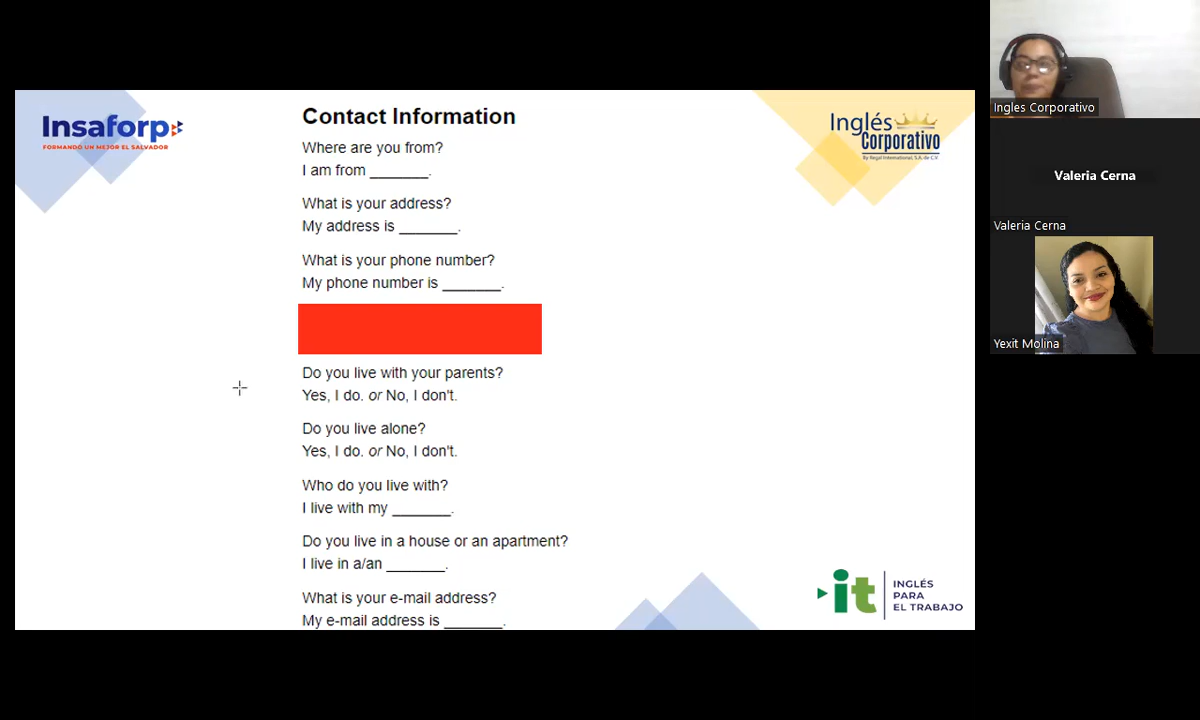 Insaforp
FORMANDO UN MEJOR EL SALVADOR
Contact Information
Where are you from?
I am from _______.
What is your address?
My address is _______.
What is your phone number?
My phone number is _______.
Do you live with your parents?
Yes, I do. or No, I don't.
Do you live alone?
Yes, I do. or No, I don't.
Who do you live with?
I live with my _______.
Do you live in a house or an apartment?
I live in a/an _______.
What is your e-mail address?
My e-mail address is _______.
Inglés
Corporativo
By Regal International, S.A. de C.V.
it
INGLÉS
PARA
EL TRABAJO
Ingles Corporativo
Valeria Cerna
Valeria Cerna
Yexit Molina